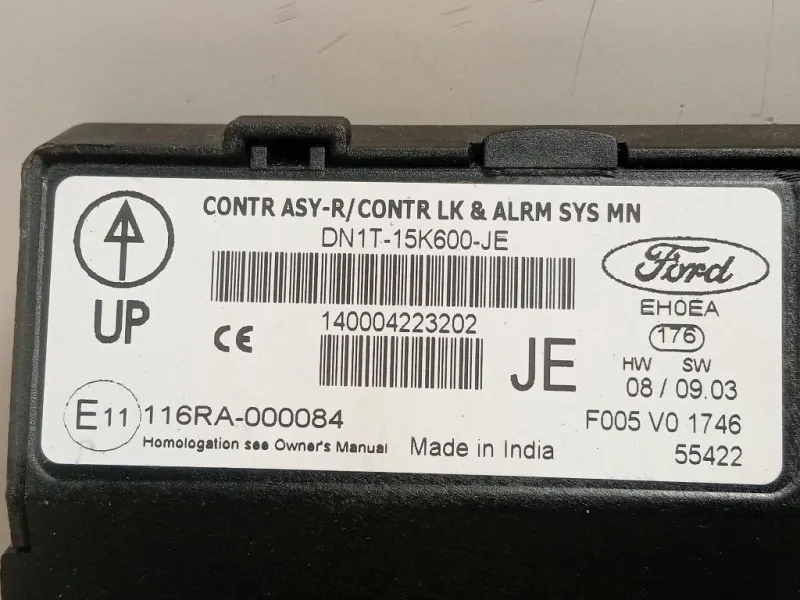 CONTR ASY-R/CONTR LK & ALRM SYS MN
DN1T-15K600-JE
Ford
UP
EH0EA
140004223202
176
CE
JE
HW SW
08 / 09.03
E11
116RA-000084
F005 V0 1746
Homologation see Owner's Manual
Made in India
55422